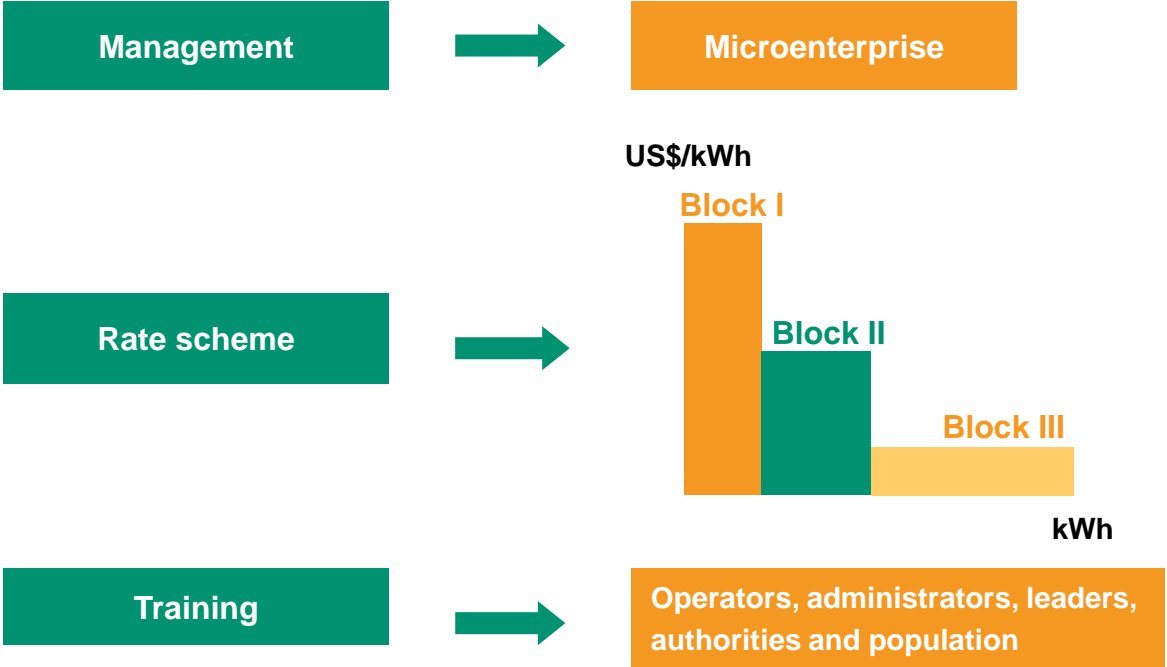 Management
Microenterprise
US$/kWh
Block I
Rate scheme
Block II
Block III
kWh
Training
Operators, administrators, leaders,
authorities and population